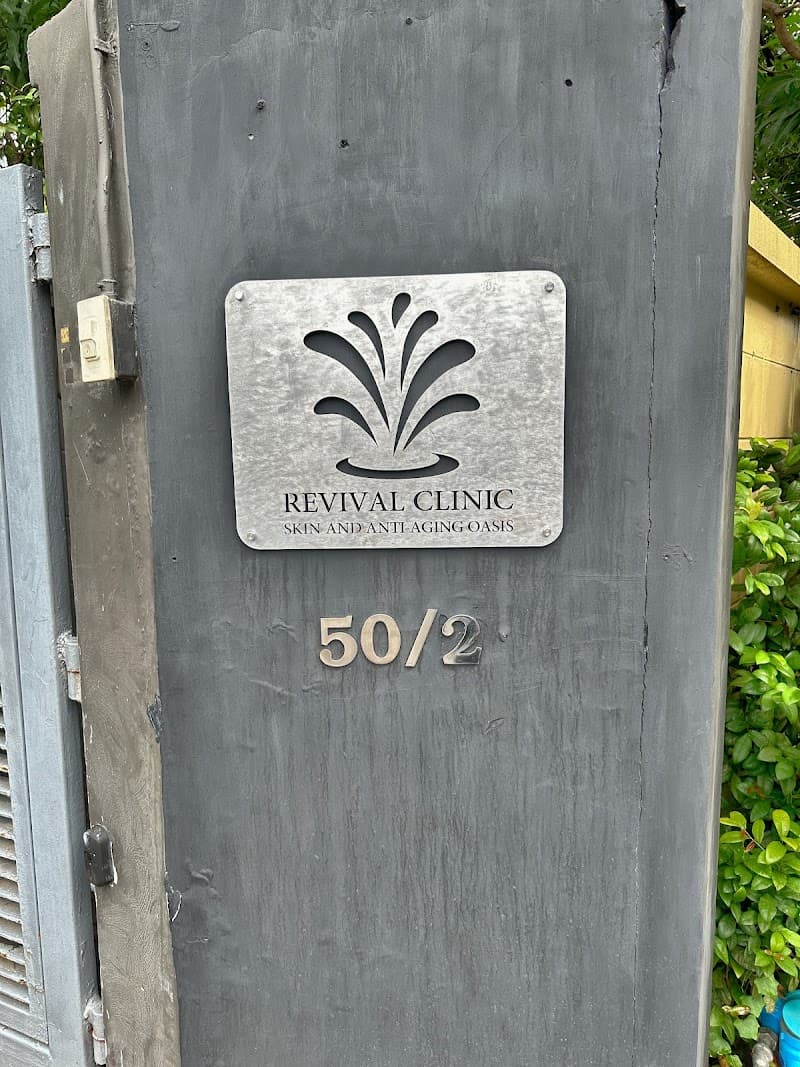 REVIVAL CLINIC
SKIN AND ANTI-AGING OASIS
50/2